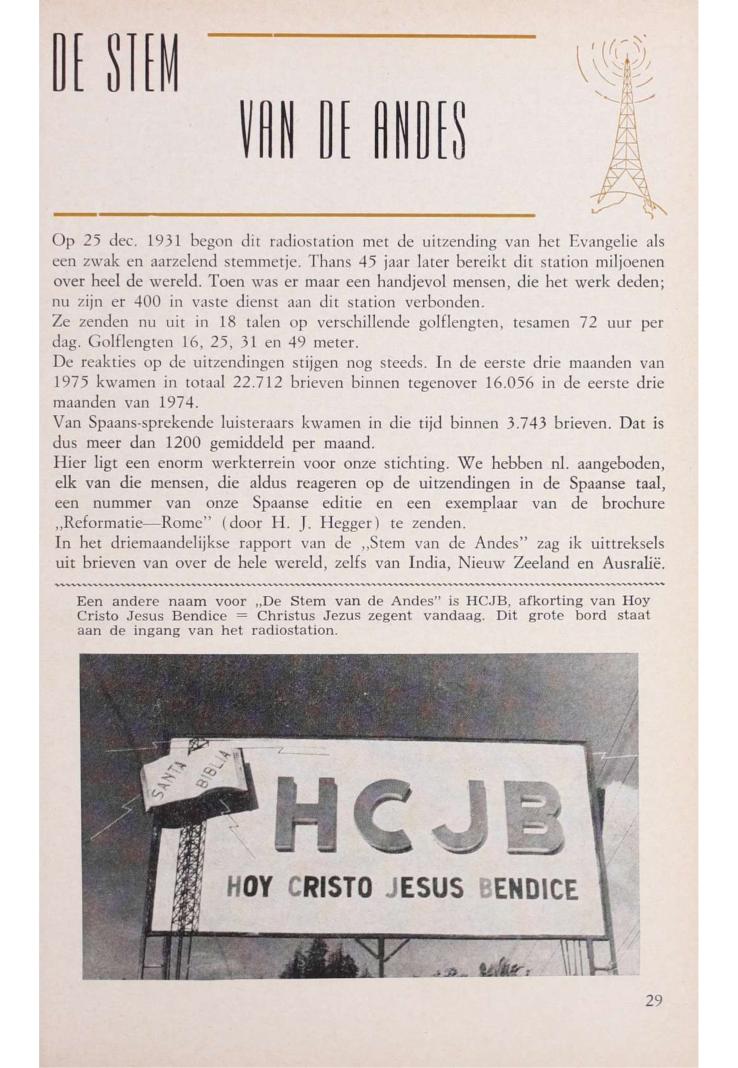 DE STEM
VAN DE ANDES
Op 25 dec. 1931 begon dit radiostation met de uitzending van het Evangelie als
een zwak en aarzelend stemmetje. Thans 45 jaar later bereikt dit station miljoenen
over heel de wereld. Toen was er maar een handjevol mensen, die het werk deden;
nu zijn er 400 in vaste dienst aan dit station verbonden.
Ze zenden nu uit in 18 talen op verschillende golflengten, tesamen 72 uur per
dag. Golflengten 16, 25, 31 en 49 meter.
De reakties op de uitzendingen stijgen nog steeds. In de eerste drie maanden van
1975 kwamen in totaal 22.712 brieven binnen tegenover 16.056 in de eerste drie
maanden van 1974.
Van Spaans-sprekende luisteraars kwamen in die tijd binnen 3.743 brieven. Dat is
dus meer dan 1200 gemiddeld per maand.
Hier ligt een enorm werkterrein voor onze stichting. We hebben nl. aangeboden,
elk van die mensen, die aldus reageren op de uitzendingen in de Spaanse taal,
een nummer van onze Spaanse editie en een exemplaar van de brochure
„Reformatie—Rome” (door H. J. Hegger) te zenden.
In het driemaandelijkse rapport van de „Stem van de Andes” zag ik uittreksels
uit brieven van over de hele wereld, zelfs van India, Nieuw Zeeland en Ausralië.
Een andere naam voor „De Stem van de Andes” is HCJB, afkorting van Hoy
Cristo Jesus Bendice = Christus Jezus zegent vandaag. Dit grote bord staat
aan de ingang van het radiostation.
SANTA BIBLIA
HCJB
HOY CRISTO JESUS BENDICE
29